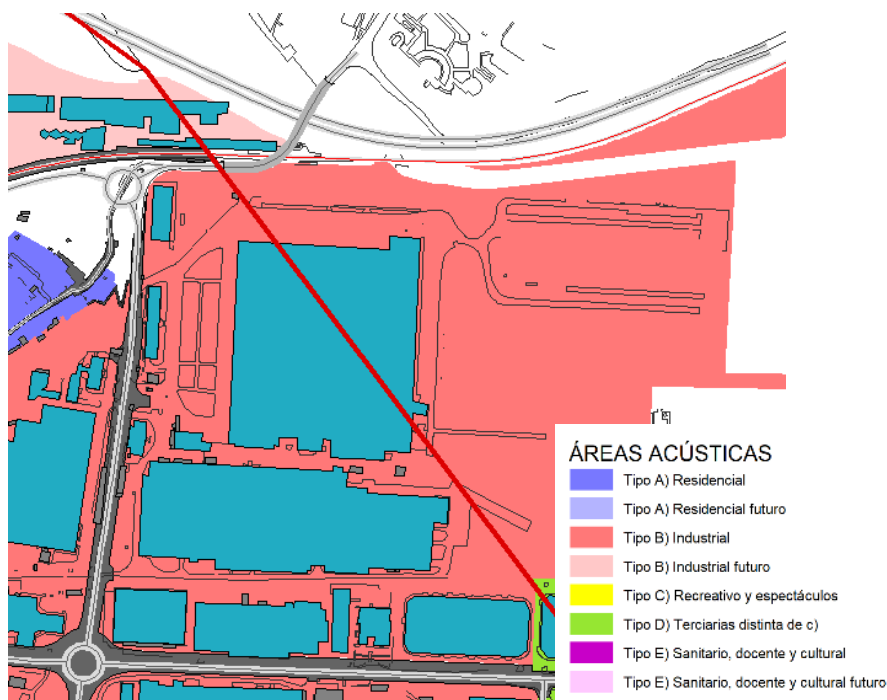 ÁREAS ACÚSTICAS
Tipo A) Residencial
Tipo A) Residencial futuro
Tipo B) Industrial
Tipo B) Industrial futuro
Tipo C) Recreativo y espectáculos
Tipo D) Terciarias distinta de c)
Tipo E) Sanitario, docente y cultural
Tipo E) Sanitario, docente y cultural futuro